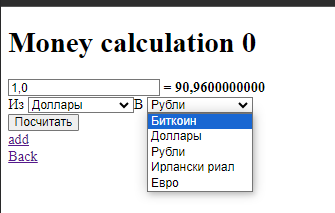 Money calculation 0
1,0 = 90,9600000000
Из Доллары В Рубли
Посчитать
Биткоин
add
Доллары
Back
Рубли
Ирлански риал
Евро